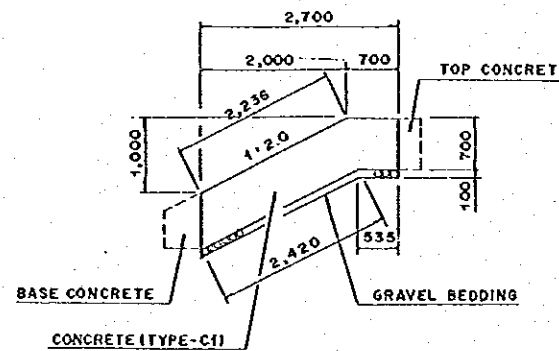 2,700
2,000
700
TOP CONCRET
2,236
1,000
1:2.0
700
100
535
2,420
BASE CONCRETE
GRAVEL BEDDING
CONCRETE (TYPE-C1)